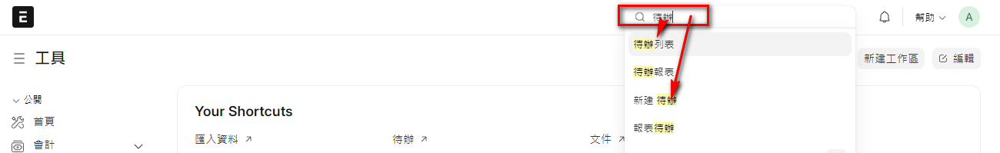 E
待辦
幫助
A
工具
待辦列表
新建工作區
編輯
待辦報表
公開
新建 待辦
首頁
Your Shortcuts
報表待辦
匯入資料
待辦
文件
會計